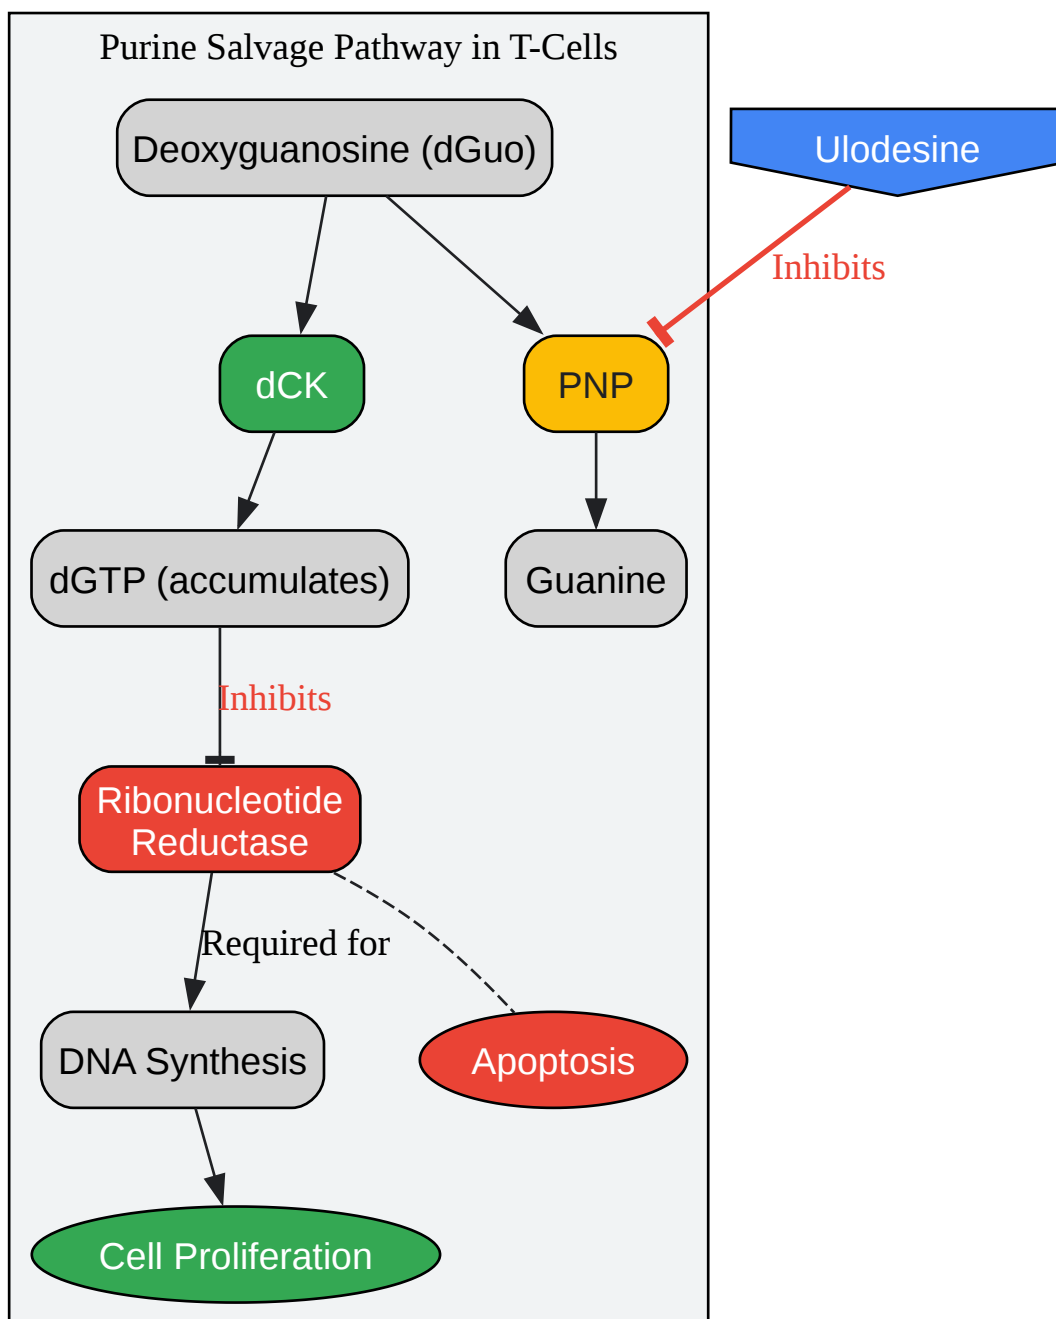 Purine Salvage Pathway in T-Cells
Deoxyguanosine (dGuo)
Ulodesine
Inhibits
dCK
PNP
dGTP (accumulates)
Guanine
Inhibits
Ribonucleotide
Reductase
Required for
DNA Synthesis
Apoptosis
Cell Proliferation